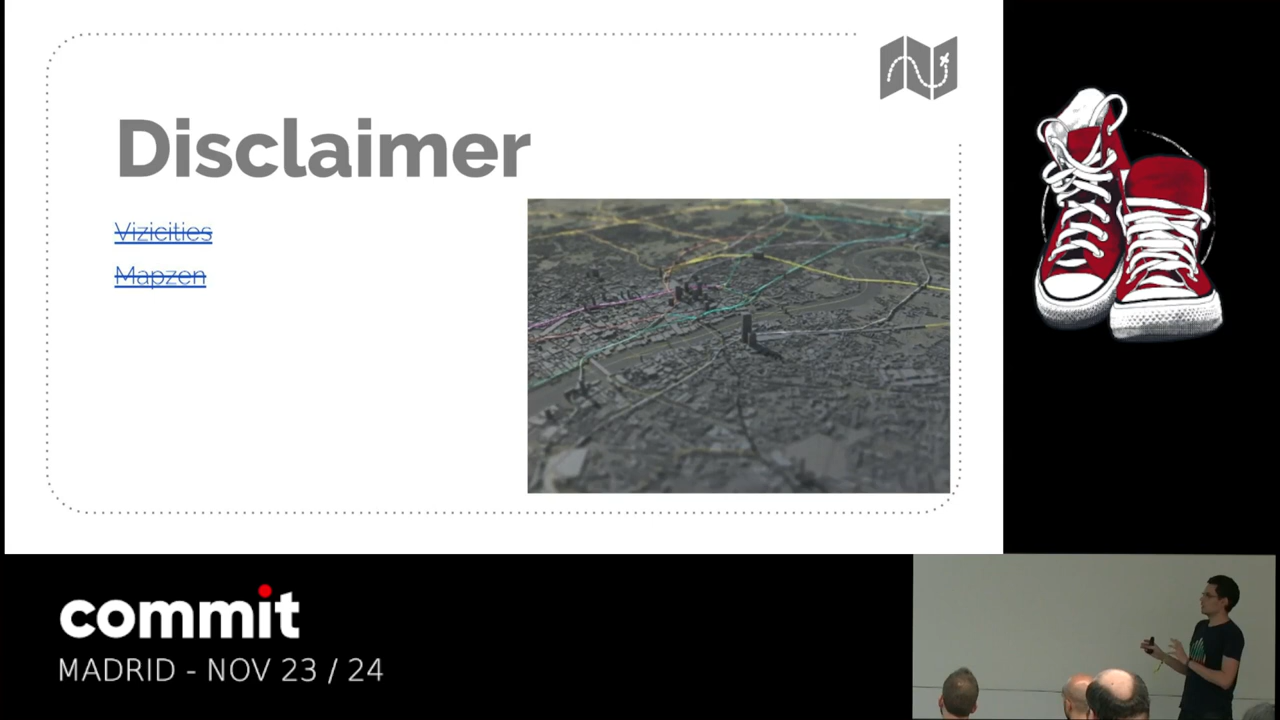 Disclaimer
Vizicities
Mapzen
commit
MADRID - NOV 23 / 24